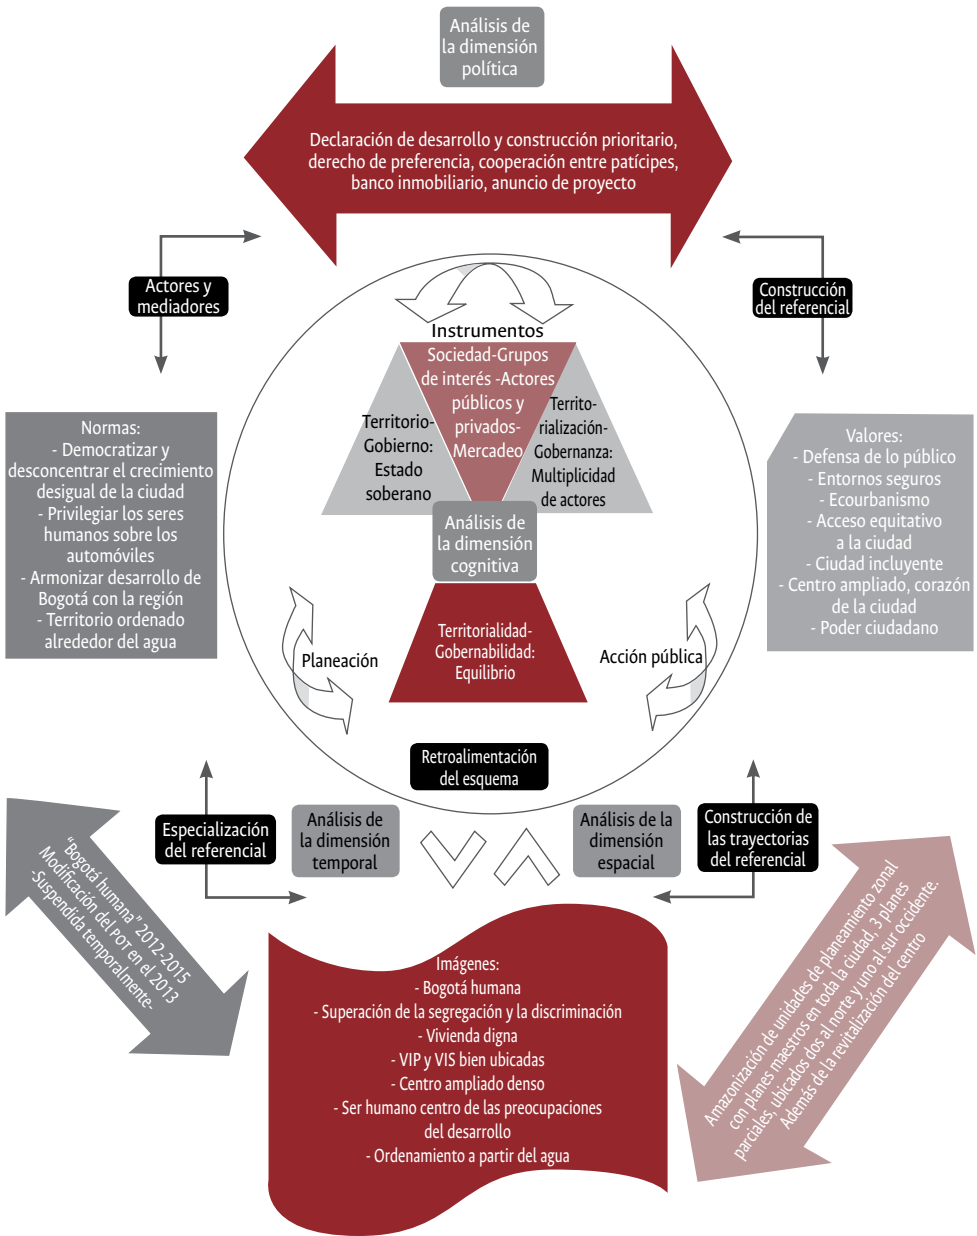 Análisis de
la dimensión
política
Declaración de desarrollo y construcción prioritario,
derecho de preferencia, cooperación entre patícipes,
banco inmobiliario, anuncio de proyecto
Actores y
mediadores
Construcción
del referencial
Instrumentos
Sociedad-Grupos
de interés -Actores
públicos y
privados-
Mercadeo
Territorio-
Gobierno:
Estado
soberano
Territo-
rialización-
Gobernanza:
Multiplicidad
de actores
Normas:
- Democratizar y
desconcentrar el crecimiento
desigual de la ciudad
- Privilegiar los seres
humanos sobre los
automóviles
- Armonizar desarrollo de
Bogotá con la región
- Territorio ordenado
alrededor del agua
Valores:
- Defensa de lo público
- Entornos seguros
- Ecourbanismo
- Acceso equitativo
a la ciudad
- Ciudad incluyente
- Centro ampliado, corazón
de la ciudad
- Poder ciudadano
Análisis de
la dimensión
cognitiva
Territorialidad-
Gobernabilidad:
Equilibrio
Planeación
Acción pública
Retroalimentación
del esquema
Especialización
del referencial
Análisis de
la dimensión
temporal
Análisis de la
dimensión
espacial
Construcción de
las trayectorias
del referencial
"Bogotá humana" 2012-2015
Modificación del POT en el 2013
-Suspendida temporalmente-
Imágenes:
- Bogotá humana
- Superación de la segregación y la discriminación
- Vivienda digna
- VIP y VIS bien ubicadas
- Centro ampliado denso
- Ser humano centro de las preocupaciones
del desarrollo
- Ordenamiento a partir del agua
Amazonización de unidades de planeamiento zonal
con planes maestros en toda la ciudad, 3 planes
parciales, ubicados dos al norte y uno al sur occidente.
Además de la revitalización del centro